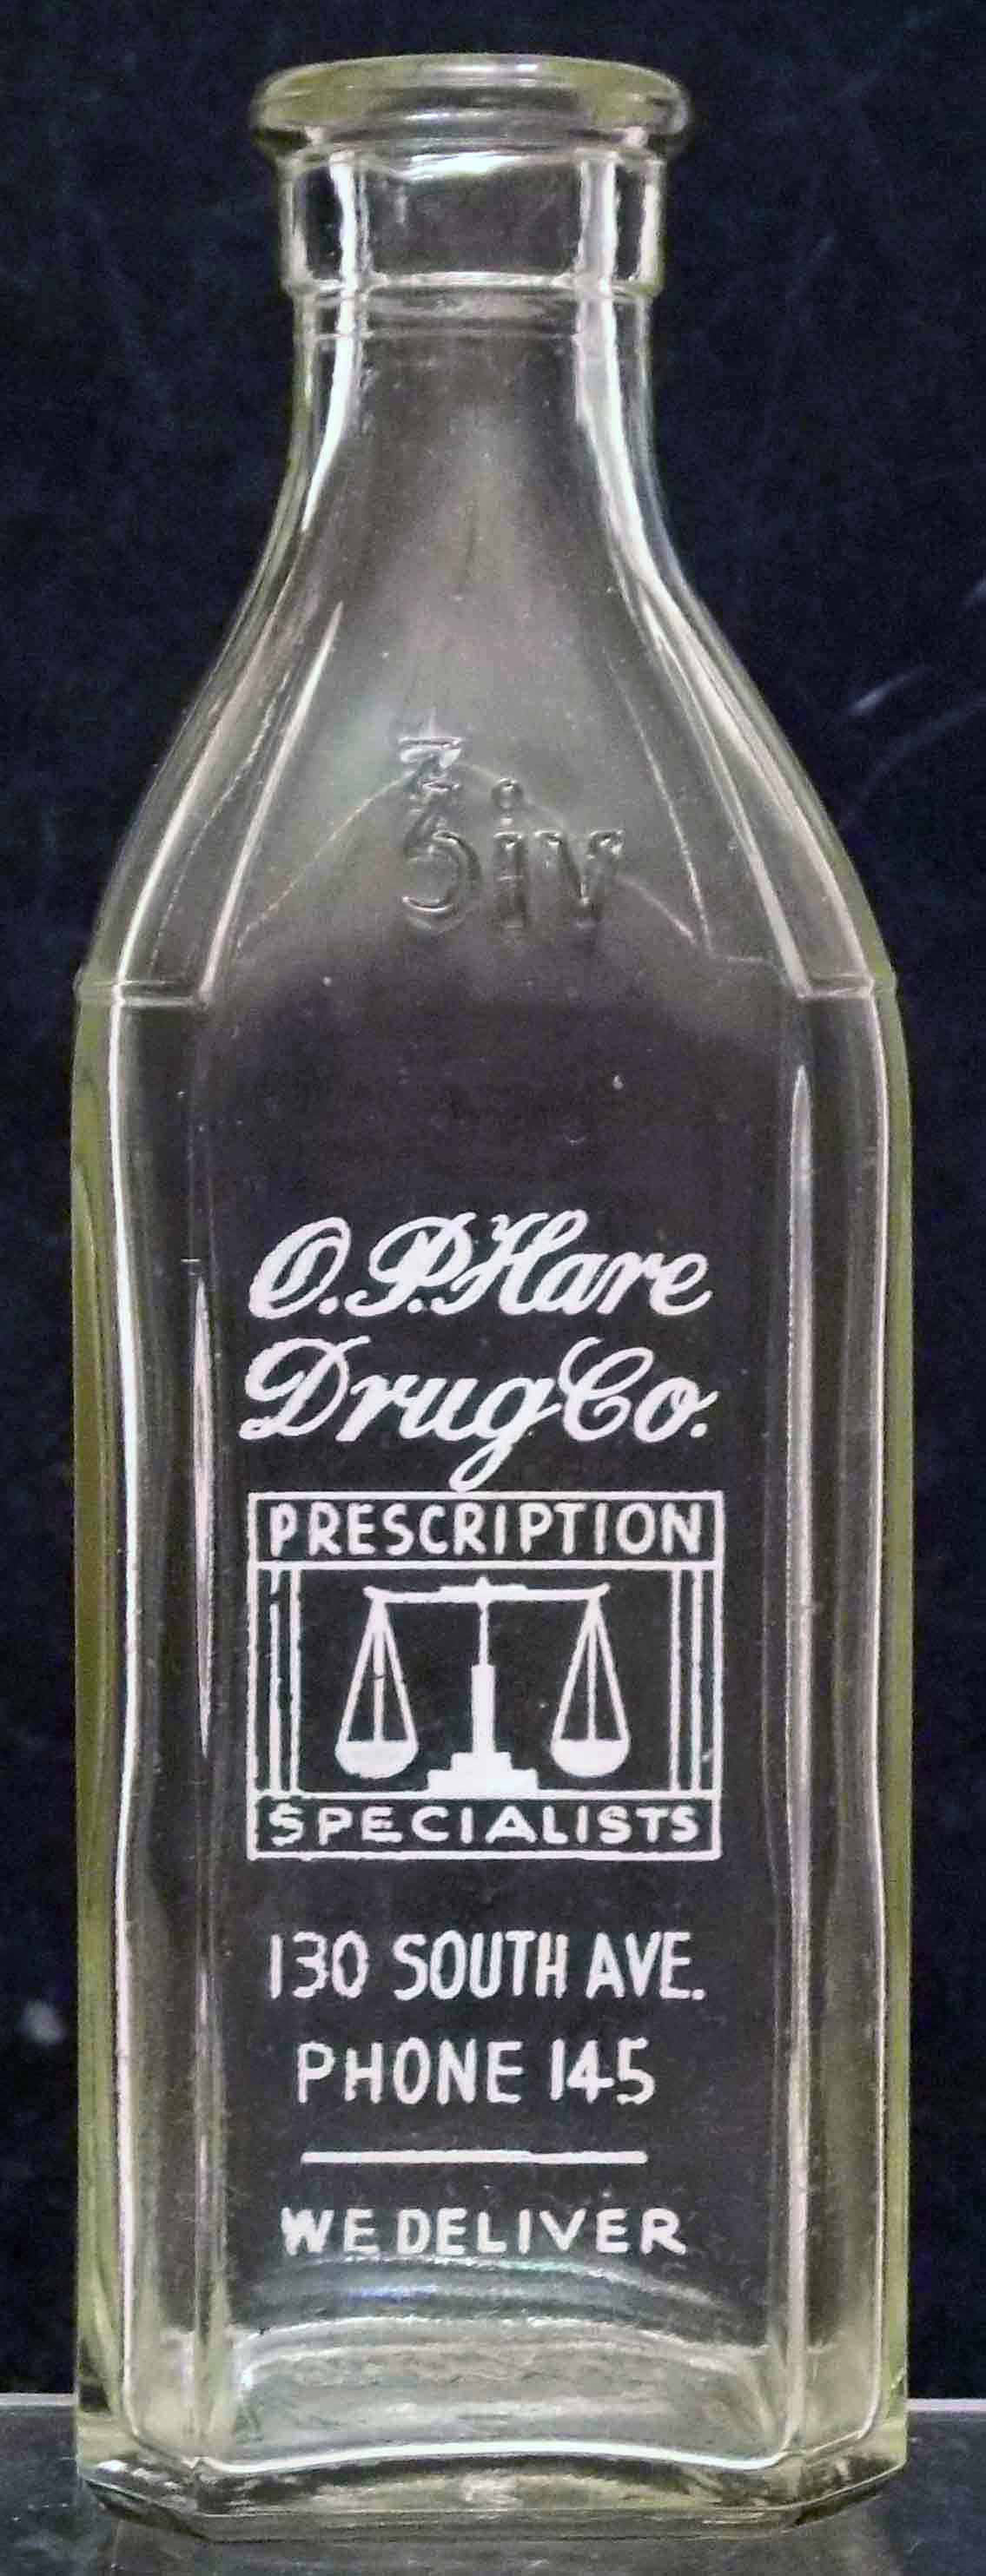 ℥iv
O.P. Hare
Drug Co.
PRESCRIPTION
SPECIALISTS
130 SOUTH AVE.
PHONE 145
WE DELIVER